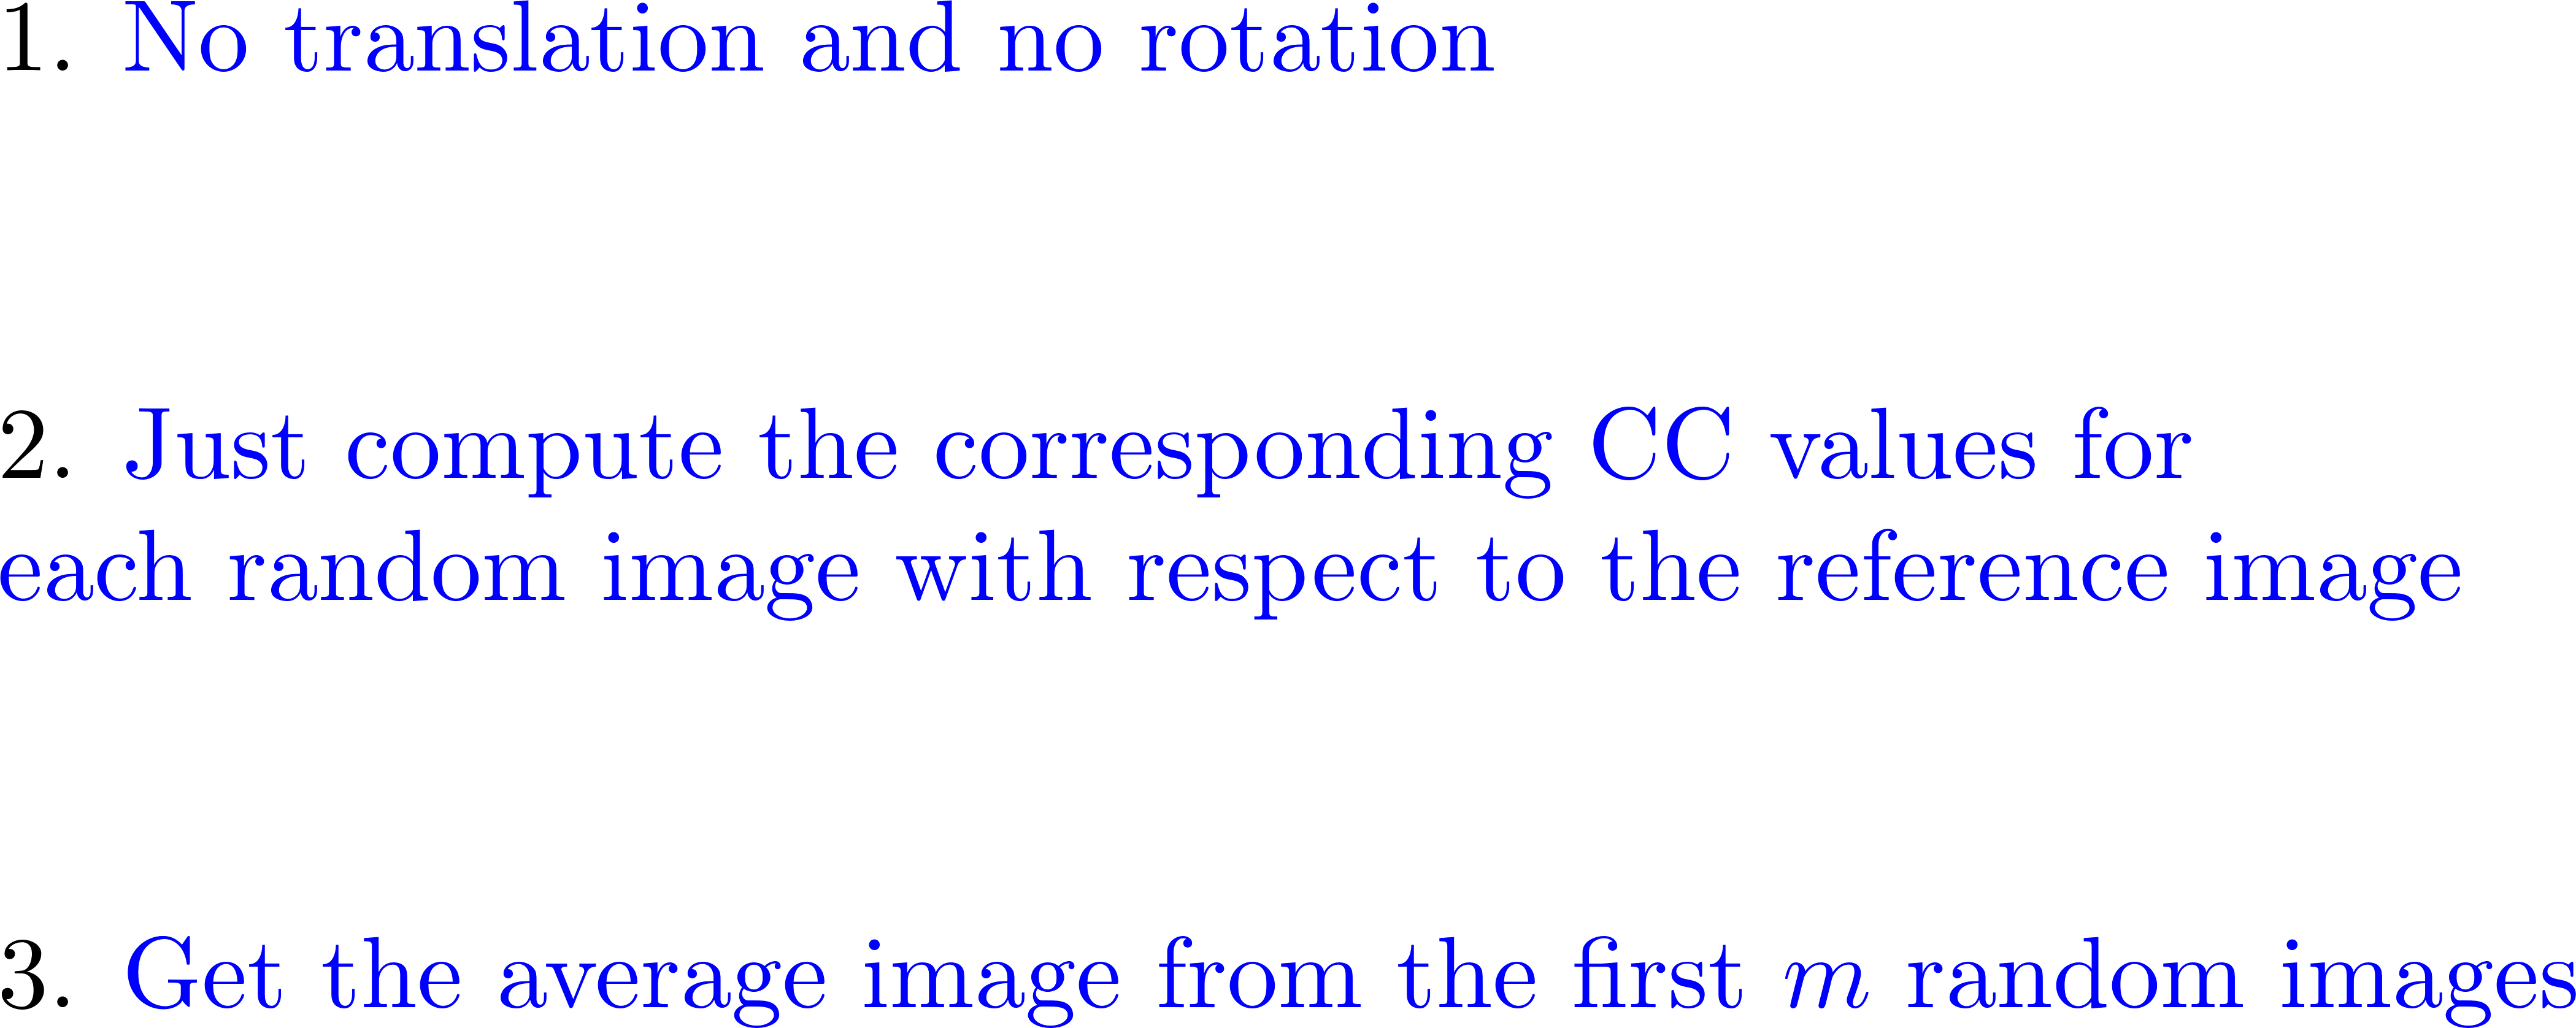 1. No translation and no rotation
2. Just compute the corresponding CC values for
each random image with respect to the reference image
3. Get the average image from the first m random images